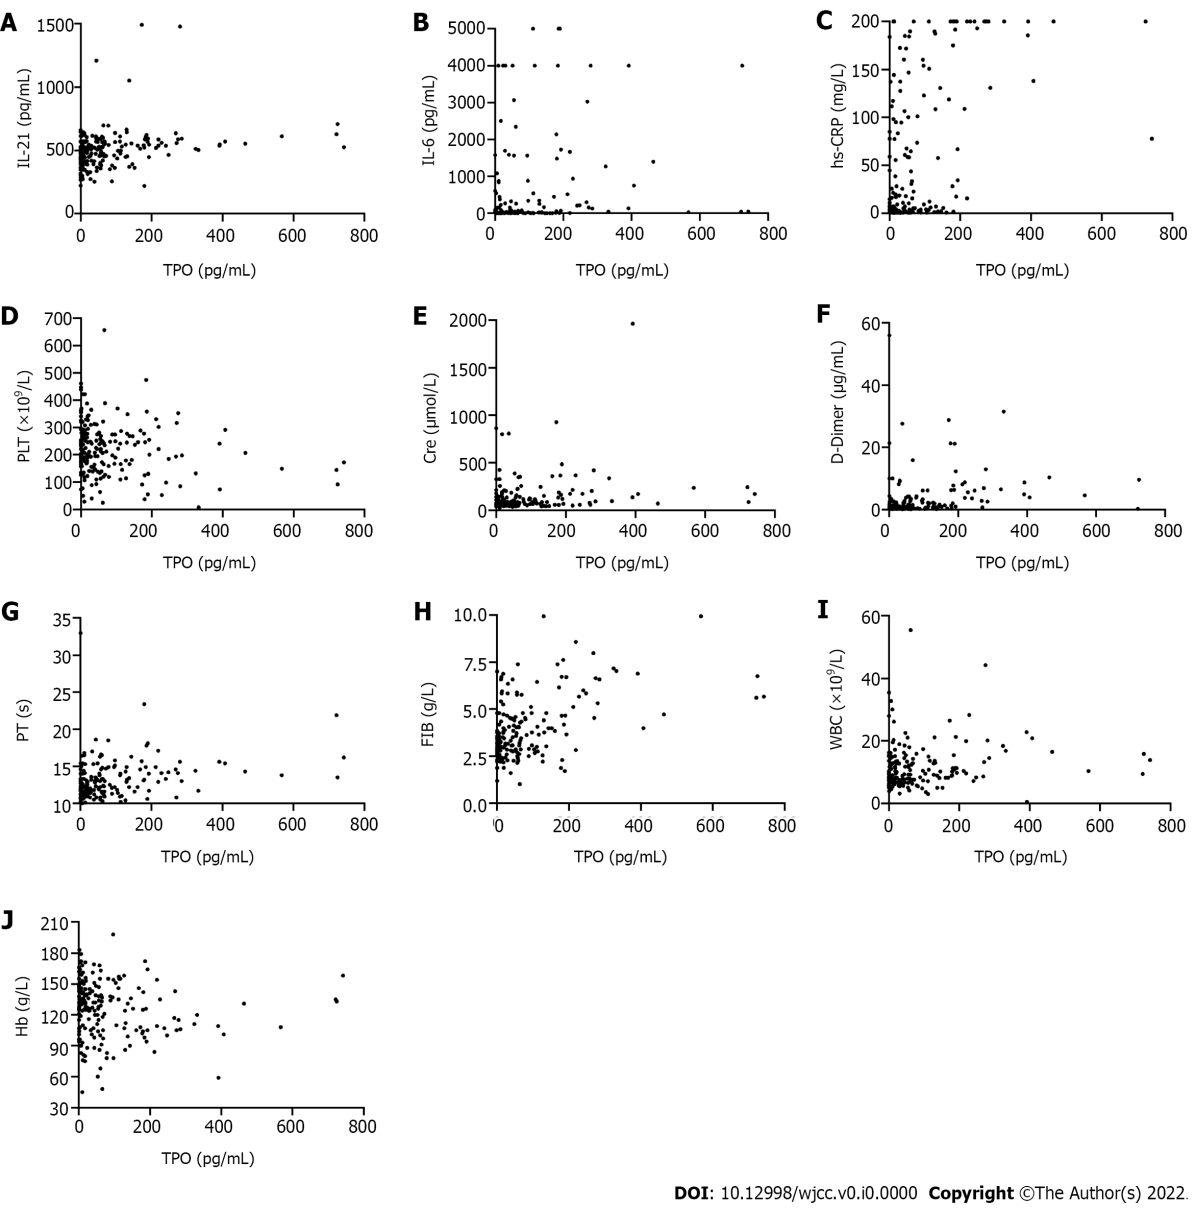 A
IL-21 (pg/mL)
1500
1000
500
0
0 200 400 600 800
TPO (pg/mL)
B
IL-6 (pg/mL)
5000
4000
3000
2000
1000
0
0 200 400 600 800
TPO (pg/mL)
C
hs-CRP (mg/L)
200
150
100
50
0
0 200 400 600 800
TPO (pg/mL)
D
PLT (×10⁹/L)
700
600
500
400
300
200
100
0
0 200 400 600 800
TPO (pg/mL)
E
Cre (μmol/L)
2000
1500
1000
500
0
0 200 400 600 800
TPO (pg/mL)
F
D-Dimer (μg/mL)
60
40
20
0
0 200 400 600 800
TPO (pg/mL)
G
PT (s)
35
30
25
20
15
10
0 200 400 600 800
TPO (pg/mL)
H
FIB (g/L)
10.0
7.5
5.0
2.5
0.0
0 200 400 600 800
TPO (pg/mL)
I
WBC (×10⁹/L)
60
40
20
0
0 200 400 600 800
TPO (pg/mL)
J
Hb (g/L)
210
180
150
120
90
60
30
0 200 400 600 800
TPO (pg/mL)
DOI: 10.12998/wjcc.v0.i0.0000 Copyright ©The Author(s) 2022.